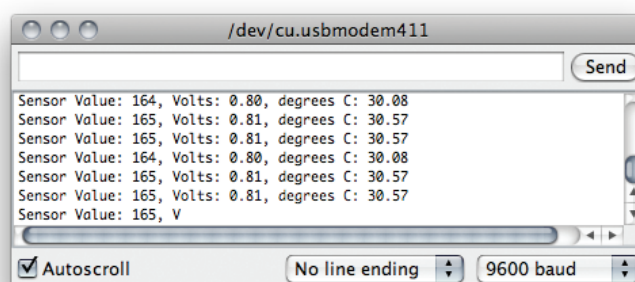 /dev/cu.usbmodem411
Send
Sensor Value: 164, Volts: 0.80, degrees C: 30.08
Sensor Value: 165, Volts: 0.81, degrees C: 30.57
Sensor Value: 165, Volts: 0.81, degrees C: 30.57
Sensor Value: 164, Volts: 0.80, degrees C: 30.08
Sensor Value: 165, Volts: 0.81, degrees C: 30.57
Sensor Value: 165, Volts: 0.81, degrees C: 30.57
Sensor Value: 165, V
Autoscroll No line ending 9600 baud